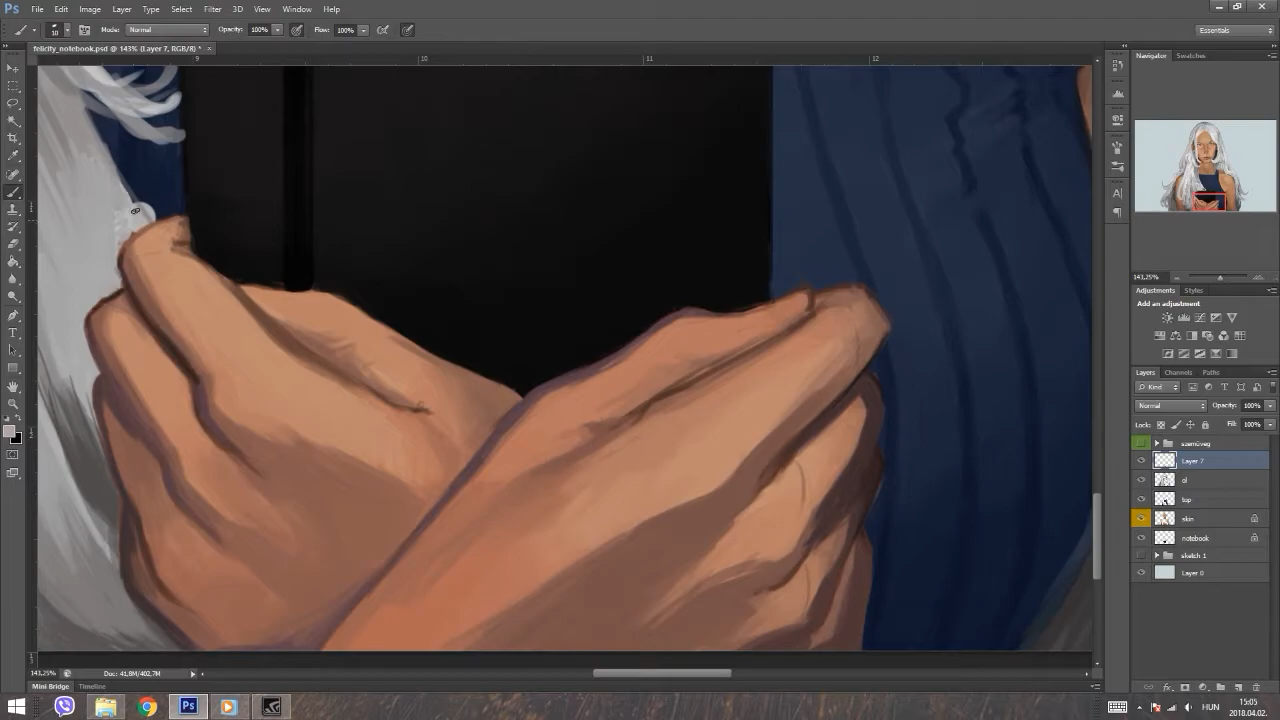 Ps File Edit Image Layer Type Select Filter 3D View Window Help
10 Mode: Normal Opacity: 100% Flow: 100% Essentials
felicity_notebook.psd @ 143% (Layer 7, RGB/8) *
Navigator Swatches
9 10 11 12
143,25%
Adjustments Styles
Add an adjustment
Layers Channels Paths
Kind
Normal Opacity: 100%
Lock: Fill: 100%
szemüveg
Layer 7
ol
top
skin
notebook
sketch 1
Layer 0
143,25% Doc: 41,8M/402,7M
Mini Bridge Timeline
Ps HUN 15:05
2018.04.02.